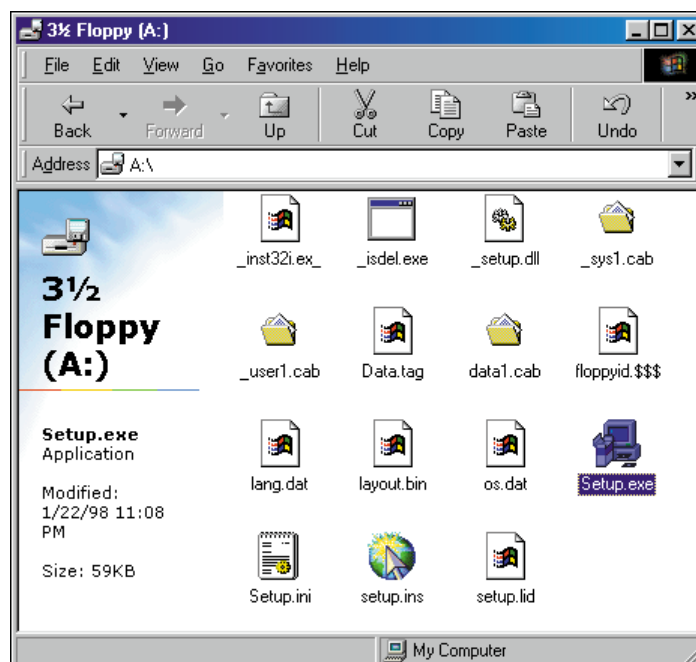 3½ Floppy (A:)
File Edit View Go Favorites Help
Back Forward Up Cut Copy Paste Undo »
Address A:\
3½
Floppy
(A:)
Setup.exe
Application
Modified:
1/22/98 11:08
PM
Size: 59KB
_inst32i.ex_ _isdel.exe _setup.dll _sys1.cab
_user1.cab Data.tag data1.cab floppyid.$$$
lang.dat layout.bin os.dat Setup.exe
Setup.ini setup.ins setup.lid
My Computer